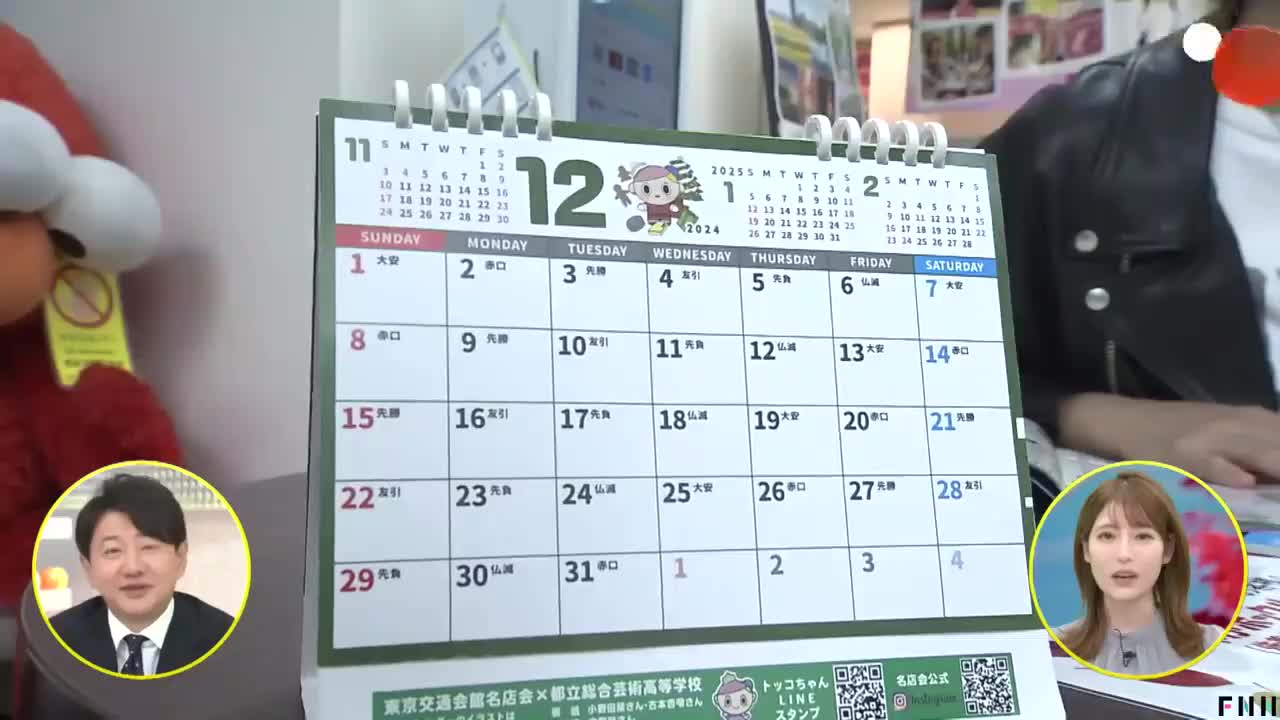 11
S M T W T F S
1 2
3 4 5 6 7 8 9
10 11 12 13 14 15 16
17 18 19 20 21 22 23
24 25 26 27 28 29 30
12
2024
2025
1
S M T W T F S
1 2 3 4
5 6 7 8 9 10 11
12 13 14 15 16 17 18
19 20 21 22 23 24 25
26 27 28 29 30 31
2
S M T W T F S
1
2 3 4 5 6 7 8
9 10 11 12 13 14 15
16 17 18 19 20 21 22
23 24 25 26 27 28
SUNDAY MONDAY TUESDAY WEDNESDAY THURSDAY FRIDAY SATURDAY
1 大安 2 赤口 3 先勝 4 友引 5 先負 6 仏滅 7 大安
8 赤口 9 先勝 10 友引 11 先負 12 仏滅 13 大安 14 赤口
15 先勝 16 友引 17 先負 18 仏滅 19 大安 20 赤口 21 先勝
22 友引 23 先負 24 仏滅 25 大安 26 赤口 27 先勝 28 友引
29 先負 30 仏滅 31 赤口 1 2 3 4
東京交通会館名店会×都立総合芸術高等学校
トッコちゃん
LINE
スタンプ
名店会公式
Instagram